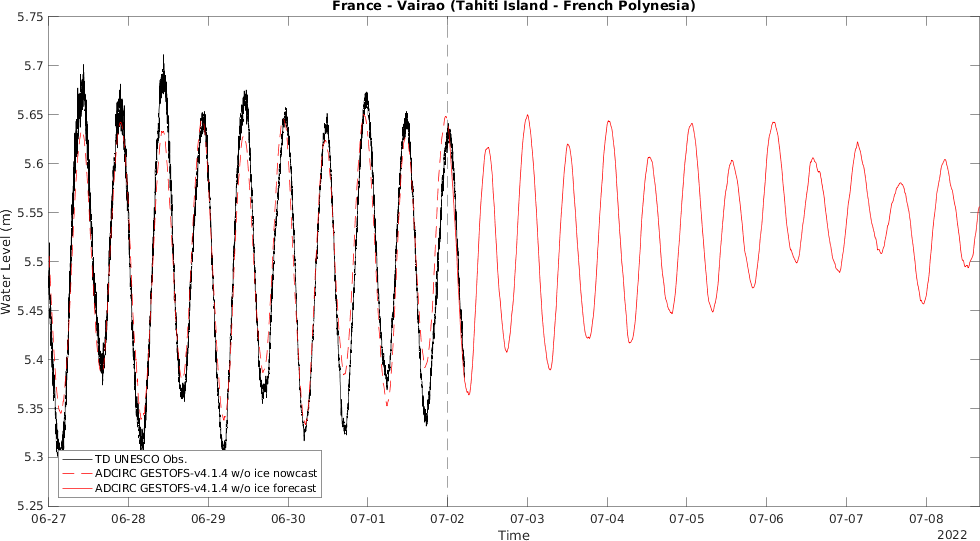 France - Vairao (Tahiti Island - French Polynesia)
5.75
5.7
5.65
5.6
5.55
5.5
5.45
5.4
5.35
5.3
5.25
Water Level (m)
TD UNESCO Obs.
ADCIRC GESTOFS-v4.1.4 w/o ice nowcast
ADCIRC GESTOFS-v4.1.4 w/o ice forecast
06-27 06-28 06-29 06-30 07-01 07-02 07-03 07-04 07-05 07-06 07-07 07-08
Time
2022